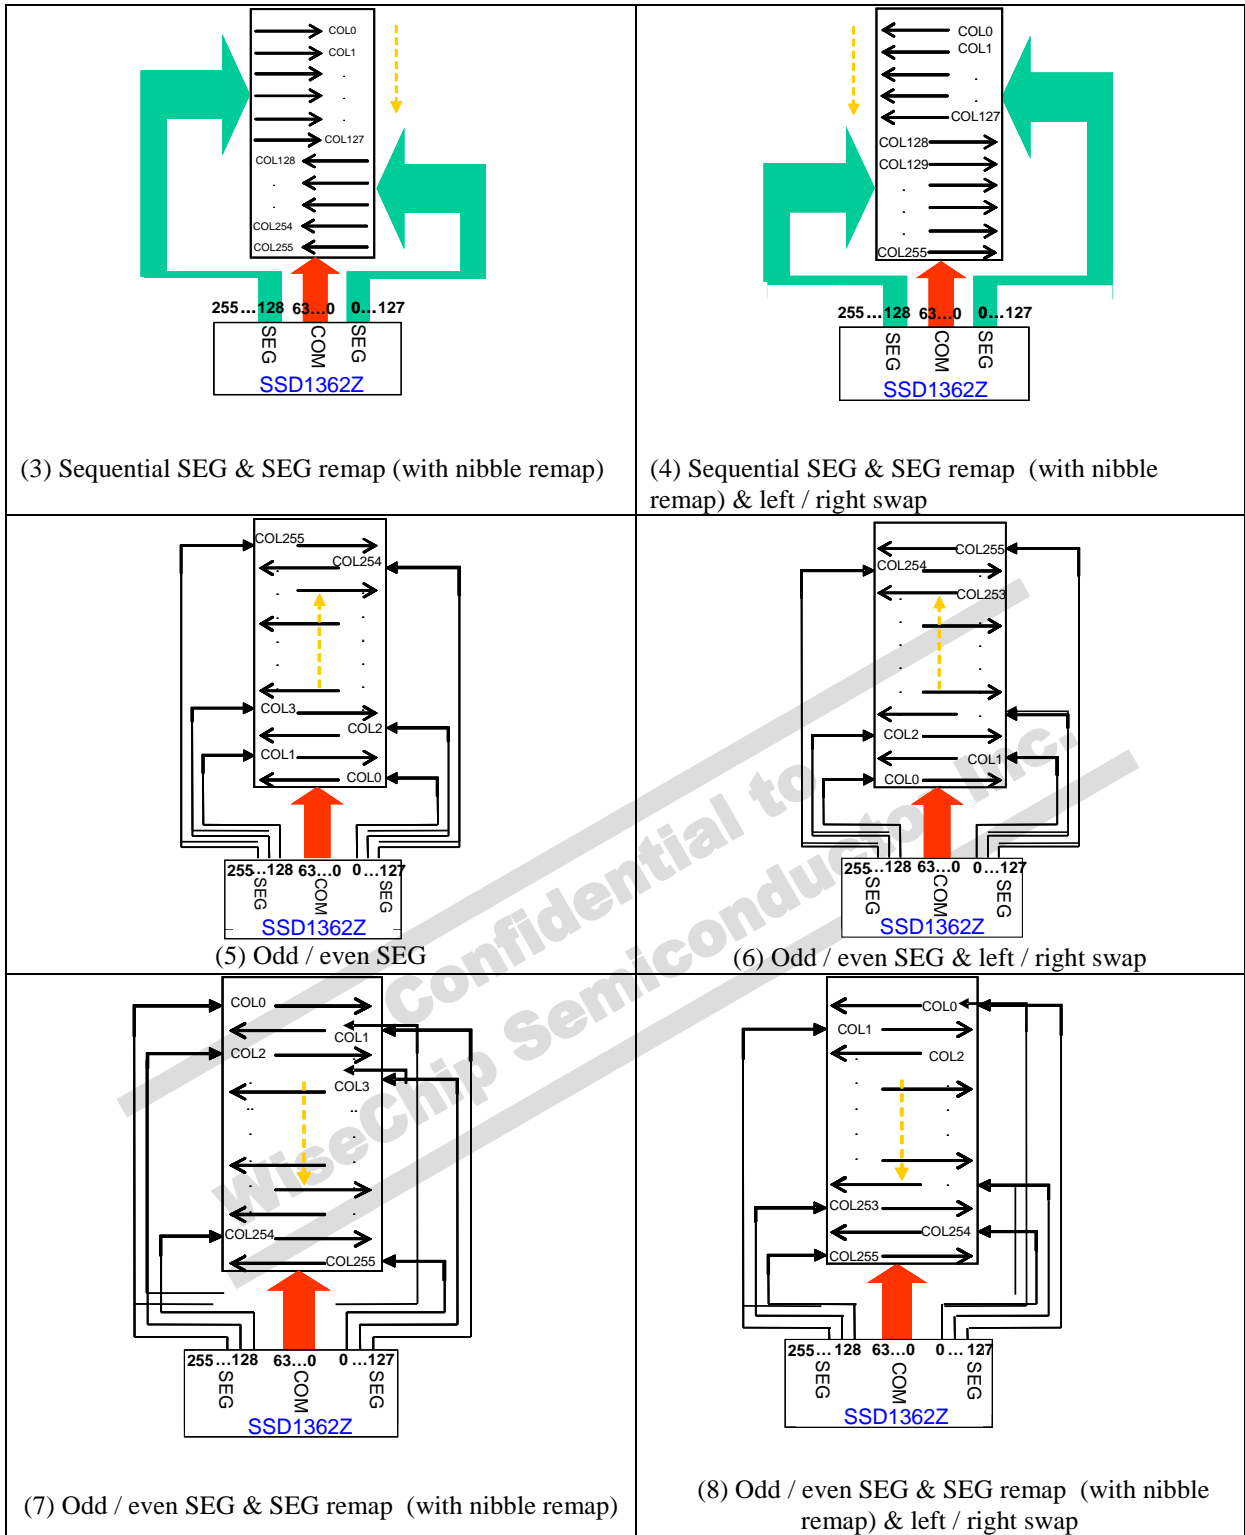 COL0
COL1
.
.
.
COL127
COL128
.
.
COL254
COL255
255...128 63...0 0...127
SEG COM SEG
SSD1362Z
(3) Sequential SEG & SEG remap (with nibble remap)
COL0
COL1
.
.
COL127
COL128
COL129
.
.
.
COL255
255...128 63...0 0...127
SEG COM SEG
SSD1362Z
(4) Sequential SEG & SEG remap (with nibble
remap) & left / right swap
COL255
COL254
COL3
COL2
COL1
COL0
255...128 63...0 0...127
SEG COM SEG
SSD1362Z
(5) Odd / even SEG
COL255
COL254
COL253
COL2
COL1
COL0
255...128 63...0 0...127
SEG COM SEG
SSD1362Z
(6) Odd / even SEG & left / right swap
COL0
COL1
COL2
COL3
COL254
COL255
255...128 63...0 0...127
SEG COM SEG
SSD1362Z
(7) Odd / even SEG & SEG remap (with nibble remap)
COL0
COL1
COL2
COL253
COL254
COL255
255... 128 63...0 0... 127
SEG COM SEG
SSD1362Z
(8) Odd / even SEG & SEG remap (with nibble
remap) & left / right swap
Confidential to
WiseChip Semiconductor Inc.